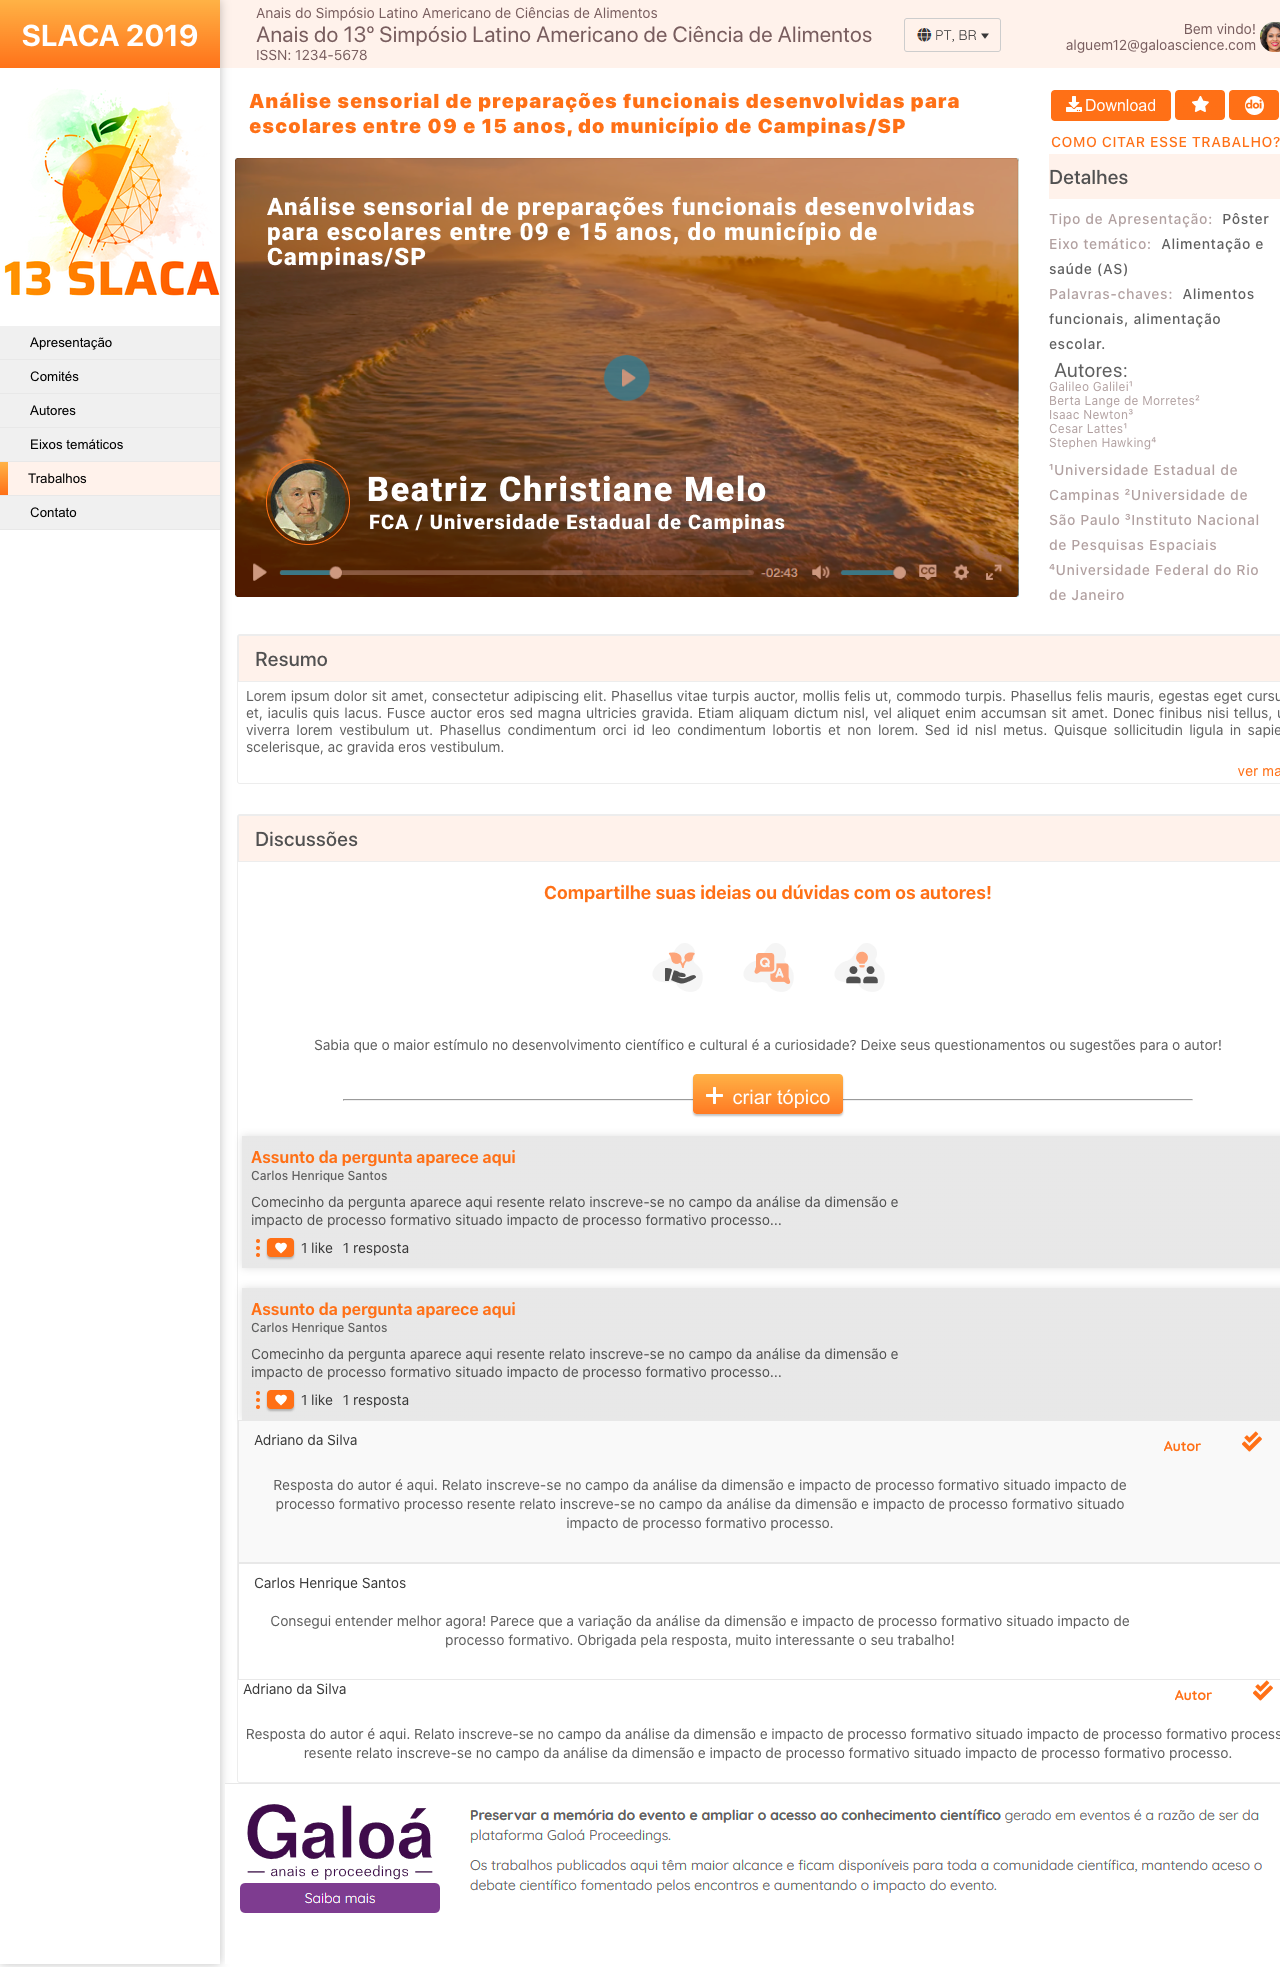 SLACA 2019
Anais do Simpósio Latino Americano de Ciências de Alimentos
Anais do 13º Simpósio Latino Americano de Ciência de Alimentos
ISSN: 1234-5678
PT, BR
Bem vindo!
alguem12@galoascience.com
13 SLACA
Apresentação
Comitês
Autores
Eixos temáticos
Trabalhos
Contato
Análise sensorial de preparações funcionais desenvolvidas para
escolares entre 09 e 15 anos, do município de Campinas/SP
Análise sensorial de preparações funcionais desenvolvidas
para escolares entre 09 e 15 anos, do município de
Campinas/SP
Beatriz Christiane Melo
FCA / Universidade Estadual de Campinas
-02:43
CC
Download
doi
COMO CITAR ESSE TRABALHO?
Detalhes
Tipo de Apresentação: Pôster
Eixo temático: Alimentação e
saúde (AS)
Palavras-chaves: Alimentos
funcionais, alimentação
escolar.
Autores:
Galileo Galilei¹
Berta Lange de Morretes²
Isaac Newton³
Cesar Lattes¹
Stephen Hawking⁴
¹Universidade Estadual de
Campinas ²Universidade de
São Paulo ³Instituto Nacional
de Pesquisas Espaciais
⁴Universidade Federal do Rio
de Janeiro
Resumo
Lorem ipsum dolor sit amet, consectetur adipiscing elit. Phasellus vitae turpis auctor, mollis felis ut, commodo turpis. Phasellus felis mauris, egestas eget cursu
et, iaculis quis lacus. Fusce auctor eros sed magna ultricies gravida. Etiam aliquam dictum nisl, vel aliquet enim accumsan sit amet. Donec finibus nisi tellus, u
viverra lorem vestibulum ut. Phasellus condimentum orci id leo condimentum lobortis et non lorem. Sed id nisl metus. Quisque sollicitudin ligula in sapie
scelerisque, ac gravida eros vestibulum.
ver ma
Discussões
Compartilhe suas ideias ou dúvidas com os autores!
Q A
Sabia que o maior estímulo no desenvolvimento científico e cultural é a curiosidade? Deixe seus questionamentos ou sugestões para o autor!
criar tópico
Assunto da pergunta aparece aqui
Carlos Henrique Santos
Comecinho da pergunta aparece aqui resente relato inscreve-se no campo da análise da dimensão e
impacto de processo formativo situado impacto de processo formativo processo...
1 like 1 resposta
Assunto da pergunta aparece aqui
Carlos Henrique Santos
Comecinho da pergunta aparece aqui resente relato inscreve-se no campo da análise da dimensão e
impacto de processo formativo situado impacto de processo formativo processo...
1 like 1 resposta
Adriano da Silva
Autor
Resposta do autor é aqui. Relato inscreve-se no campo da análise da dimensão e impacto de processo formativo situado impacto de
processo formativo processo resente relato inscreve-se no campo da análise da dimensão e impacto de processo formativo situado
impacto de processo formativo processo.
Carlos Henrique Santos
Consegui entender melhor agora! Parece que a variação da análise da dimensão e impacto de processo formativo situado impacto de
processo formativo. Obrigada pela resposta, muito interessante o seu trabalho!
Adriano da Silva
Autor
Resposta do autor é aqui. Relato inscreve-se no campo da análise da dimensão e impacto de processo formativo situado impacto de processo formativo process
resente relato inscreve-se no campo da análise da dimensão e impacto de processo formativo situado impacto de processo formativo processo.
Galoá
anais e proceedings
Saiba mais
Preservar a memória do evento e ampliar o acesso ao conhecimento científico gerado em eventos é a razão de ser da
plataforma Galoá Proceedings.
Os trabalhos publicados aqui têm maior alcance e ficam disponíveis para toda a comunidade científica, mantendo aceso o
debate científico fomentado pelos encontros e aumentando o impacto do evento.